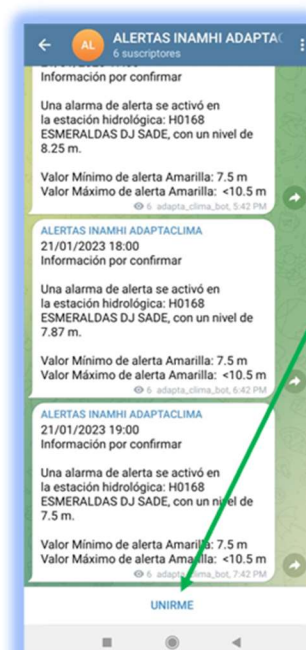 AL
ALERTAS INAMHI ADAPTA
6 suscriptores
Información por confirmar
Una alarma de alerta se activó en
la estación hidrológica: H0168
ESMERALDAS DJ SADE, con un nivel de
8.25 m.
Valor Mínimo de alerta Amarilla: 7.5 m
Valor Máximo de alerta Amarilla: <10.5 m
6 adapta_clima_bot, 5:42 PM
ALERTAS INAMHI ADAPTACLIMA
21/01/2023 18:00
Información por confirmar
Una alarma de alerta se activó en
la estación hidrológica: H0168
ESMERALDAS DJ SADE, con un nivel de
7.87 m.
Valor Mínimo de alerta Amarilla: 7.5 m
Valor Máximo de alerta Amarilla: <10.5 m
6 adapta_clima_bot, 6:42 PM
ALERTAS INAMHI ADAPTACLIMA
21/01/2023 19:00
Información por confirmar
Una alarma de alerta se activó en
la estación hidrológica: H0168
ESMERALDAS DJ SADE, con un nivel de
7.5 m.
Valor Mínimo de alerta Amarilla: 7.5 m
Valor Máximo de alerta Amarilla: <10.5 m
6 adapta_clima_bot, 7:42 PM
UNIRME